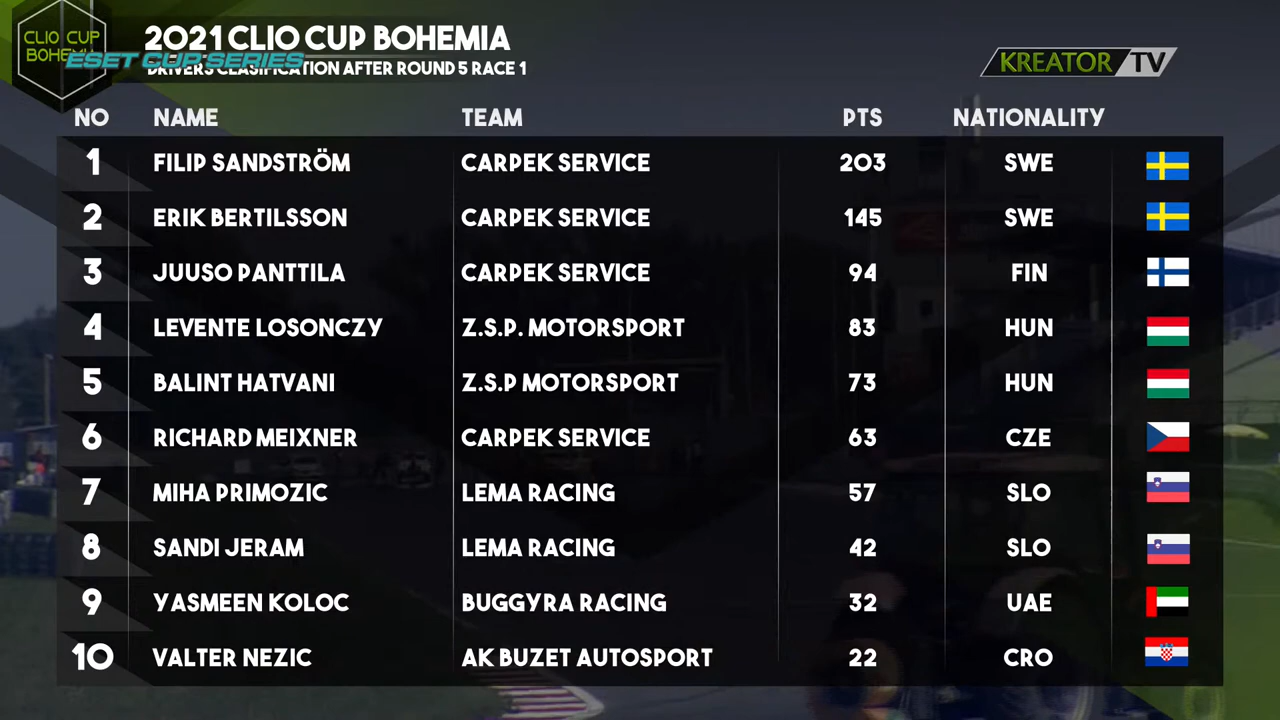 CLIO CUP
BOHEMIA
ESET CUP SERIES
2021 CLIO CUP BOHEMIA
DRIVERS CLASIFICATION AFTER ROUND 5 RACE 1
KREATOR TV
NO NAME TEAM PTS NATIONALITY
1 FILIP SANDSTRÖM CARPEK SERVICE 203 SWE
2 ERIK BERTILSSON CARPEK SERVICE 145 SWE
3 JUUSO PANTTILA CARPEK SERVICE 94 FIN
4 LEVENTE LOSONCZY Z.S.P. MOTORSPORT 83 HUN
5 BALINT HATVANI Z.S.P MOTORSPORT 73 HUN
6 RICHARD MEIXNER CARPEK SERVICE 63 CZE
7 MIHA PRIMOZIC LEMA RACING 57 SLO
8 SANDI JERAM LEMA RACING 42 SLO
9 YASMEEN KOLOC BUGGYRA RACING 32 UAE
10 VALTER NEZIC AK BUZET AUTOSPORT 22 CRO